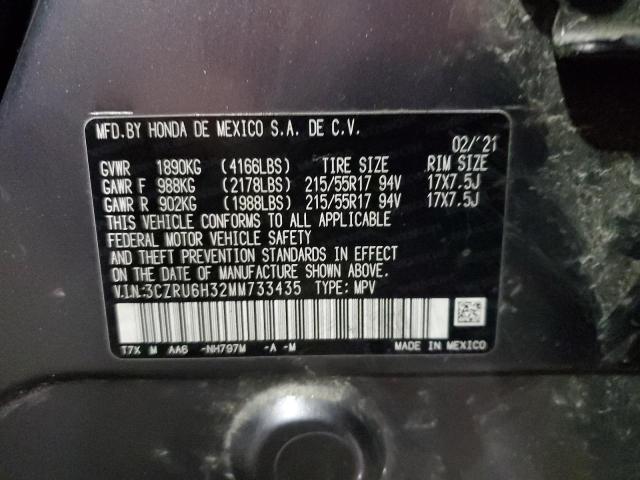 MFD.BY HONDA DE MEXICO S.A. DE C.V.
02/'21
GVWR 1890KG (4166LBS) TIRE SIZE RIM SIZE
GAWR F 988KG (2178LBS) 215/55R17 94V 17X7.5J
GAWR R 902KG (1988LBS) 215/55R17 94V 17X7.5J
THIS VEHICLE CONFORMS TO ALL APPLICABLE
FEDERAL MOTOR VEHICLE SAFETY
AND THEFT PREVENTION STANDARDS IN EFFECT
ON THE DATE OF MANUFACTURE SHOWN ABOVE.
V.I.N:3CZRU6H32MM733435 TYPE: MPV
T7X M AA6 -NH797M -A -M MADE IN MEXICO